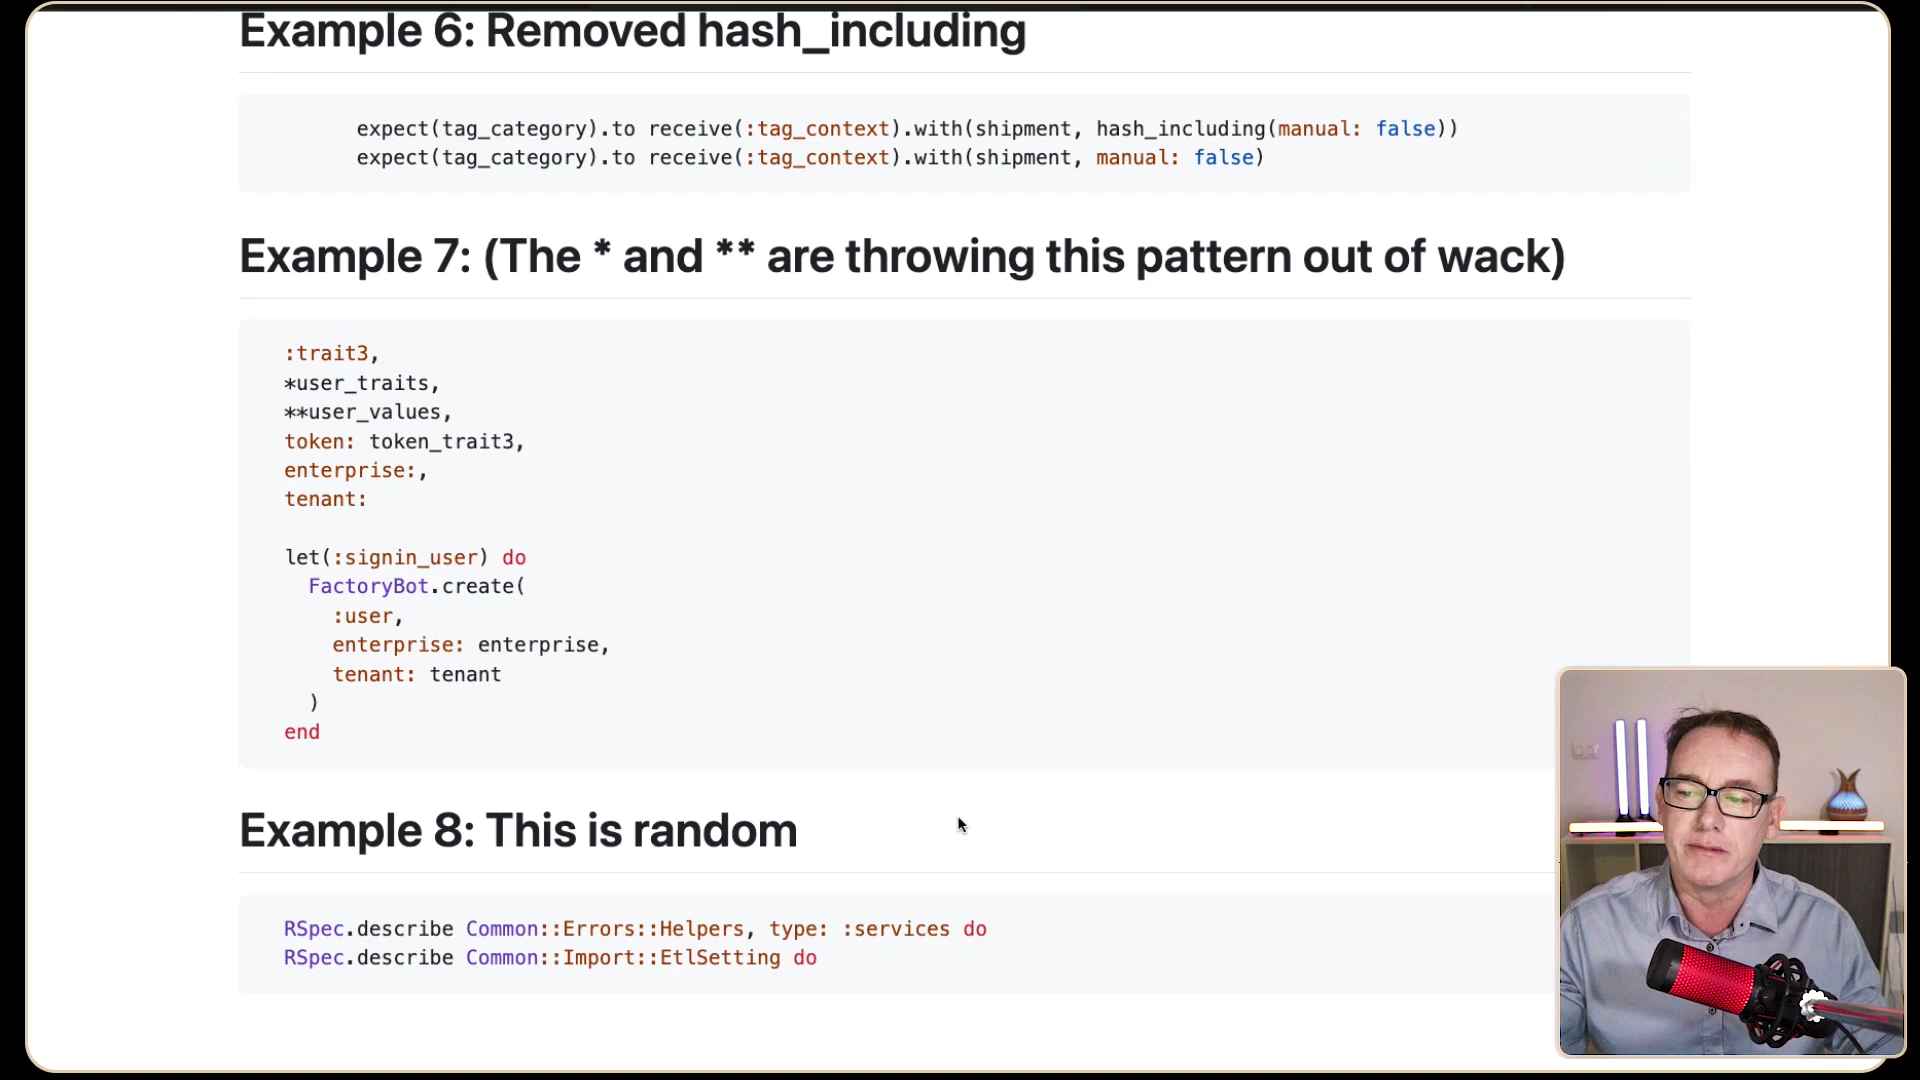 Example 6: Removed hash_including
expect(tag_category).to receive(:tag_context).with(shipment, hash_including(manual: false))
expect(tag_category).to receive(:tag_context).with(shipment, manual: false)
Example 7: (The * and ** are throwing this pattern out of wack)
:trait3,
*user_traits,
**user_values,
token: token_trait3,
enterprise:,
tenant:
let(:signin_user) do
FactoryBot.create(
:user,
enterprise: enterprise,
tenant: tenant
)
end
Example 8: This is random
RSpec.describe Common::Errors::Helpers, type: :services do
RSpec.describe Common::Import::EtlSetting do